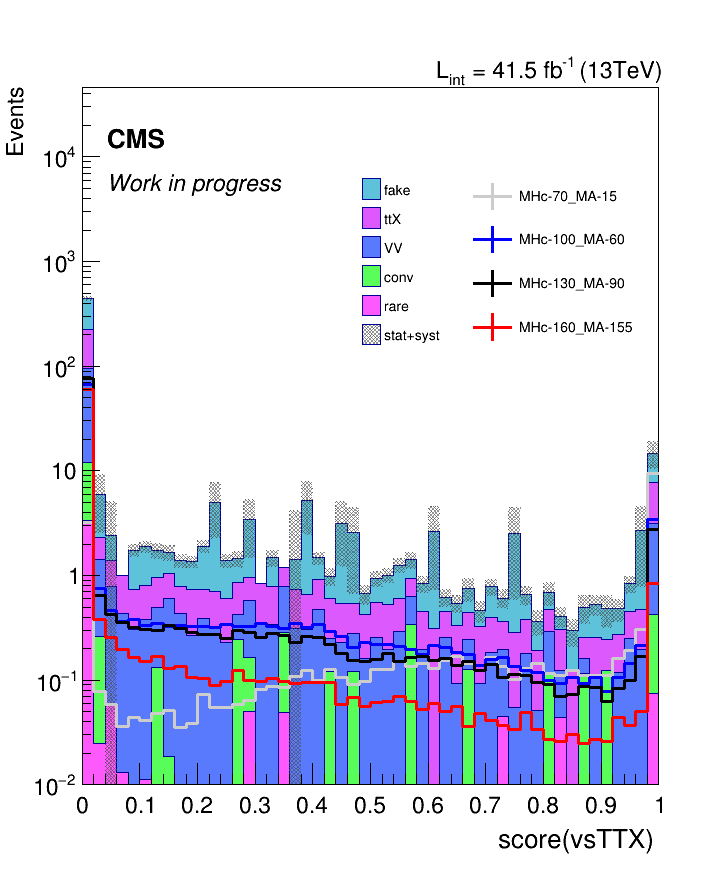 L_int = 41.5 fb^-1 (13TeV)
Events
CMS
Work in progress
fake
ttX
VV
conv
rare
stat+syst
MHc-70_MA-15
MHc-100_MA-60
MHc-130_MA-90
MHc-160_MA-155
10^4
10^3
10^2
10
1
10^−1
10^−2
0 0.1 0.2 0.3 0.4 0.5 0.6 0.7 0.8 0.9 1
score(vsTTX)